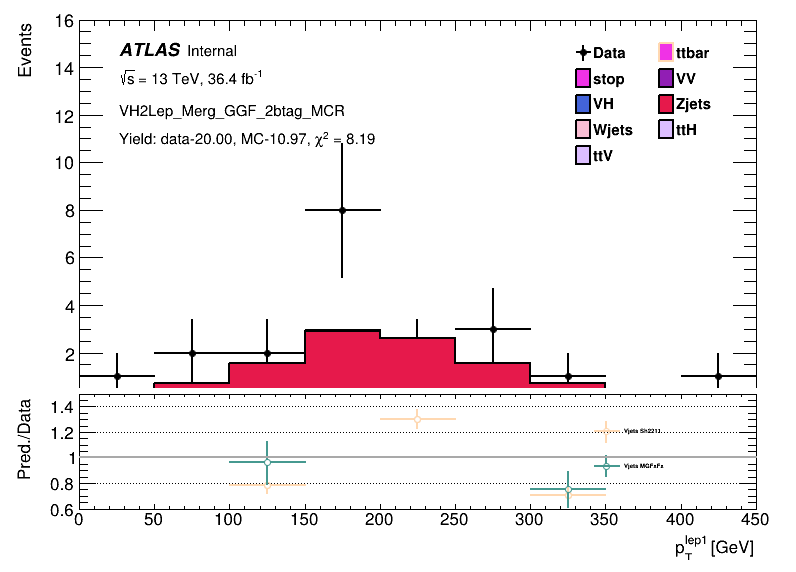 Events
16
14
12
10
8
6
4
2
ATLAS Internal
√s = 13 TeV, 36.4 fb⁻¹
VH2Lep_Merg_GGF_2btag_MCR
Yield: data-20.00, MC-10.97, χ² = 8.19
Data
ttbar
stop
VV
VH
Zjets
Wjets
ttH
ttV
Pred./Data
1.4
1.2
1
0.8
0.6
Vjets Sh2211
Vjets MGFxFx
0 50 100 150 200 250 300 350 400 450
p_T^lep1 [GeV]